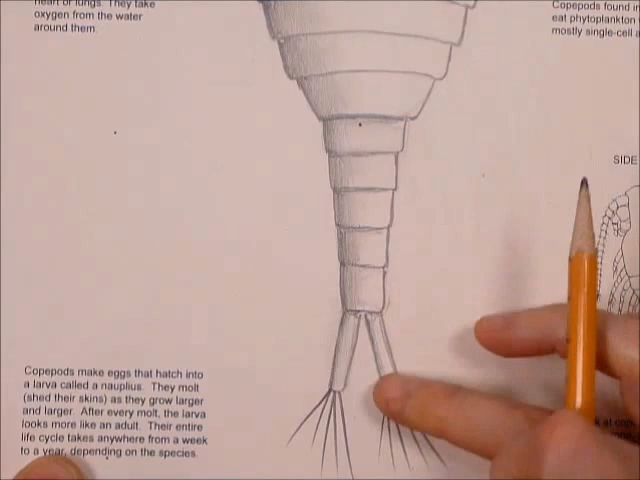 heart or lungs. They take
oxygen from the water
around them.
Copepods found in
eat phytoplankton
mostly single-cell a
SIDE
Copepods make eggs that hatch into
a larva called a nauplius. They molt
(shed their skins) as they grow larger
and larger. After every molt, the larva
looks more like an adult. Their entire
life cycle takes anywhere from a week
to a year, depending on the species.